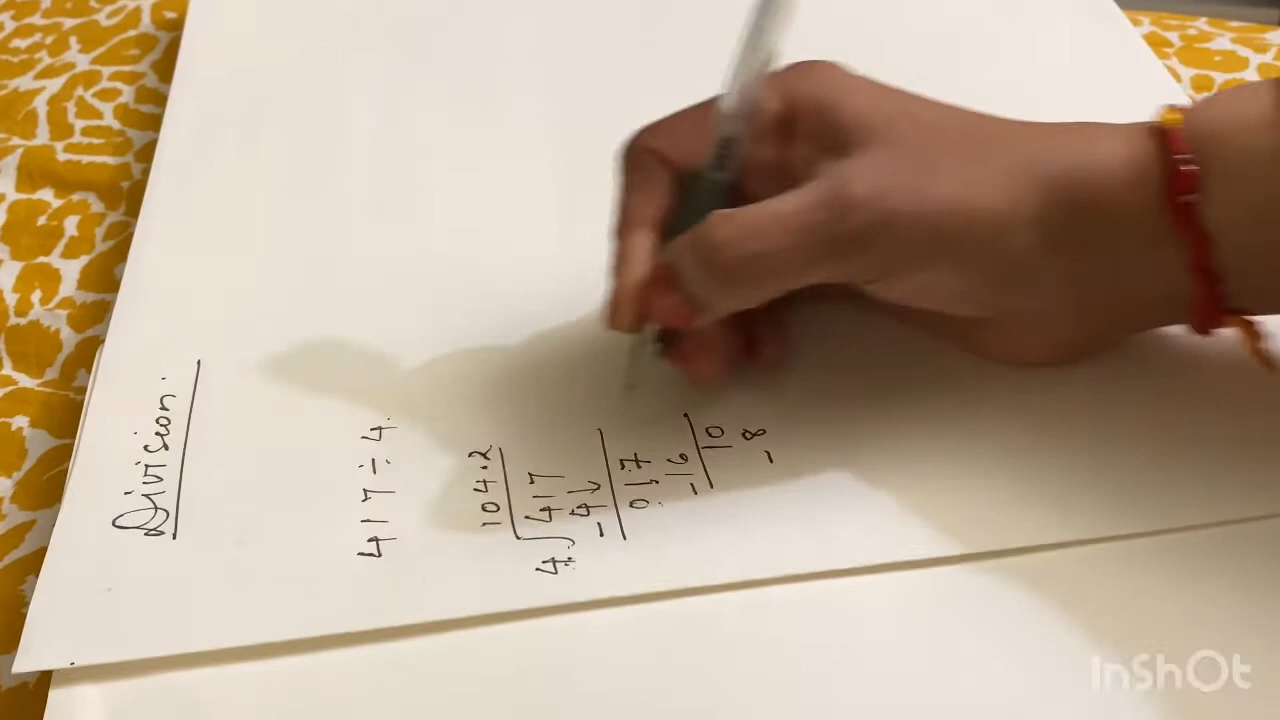 Division.
417 ÷ 4.
104.2
4 417
- 4↓
017
- 16
10
- 8
InShOt